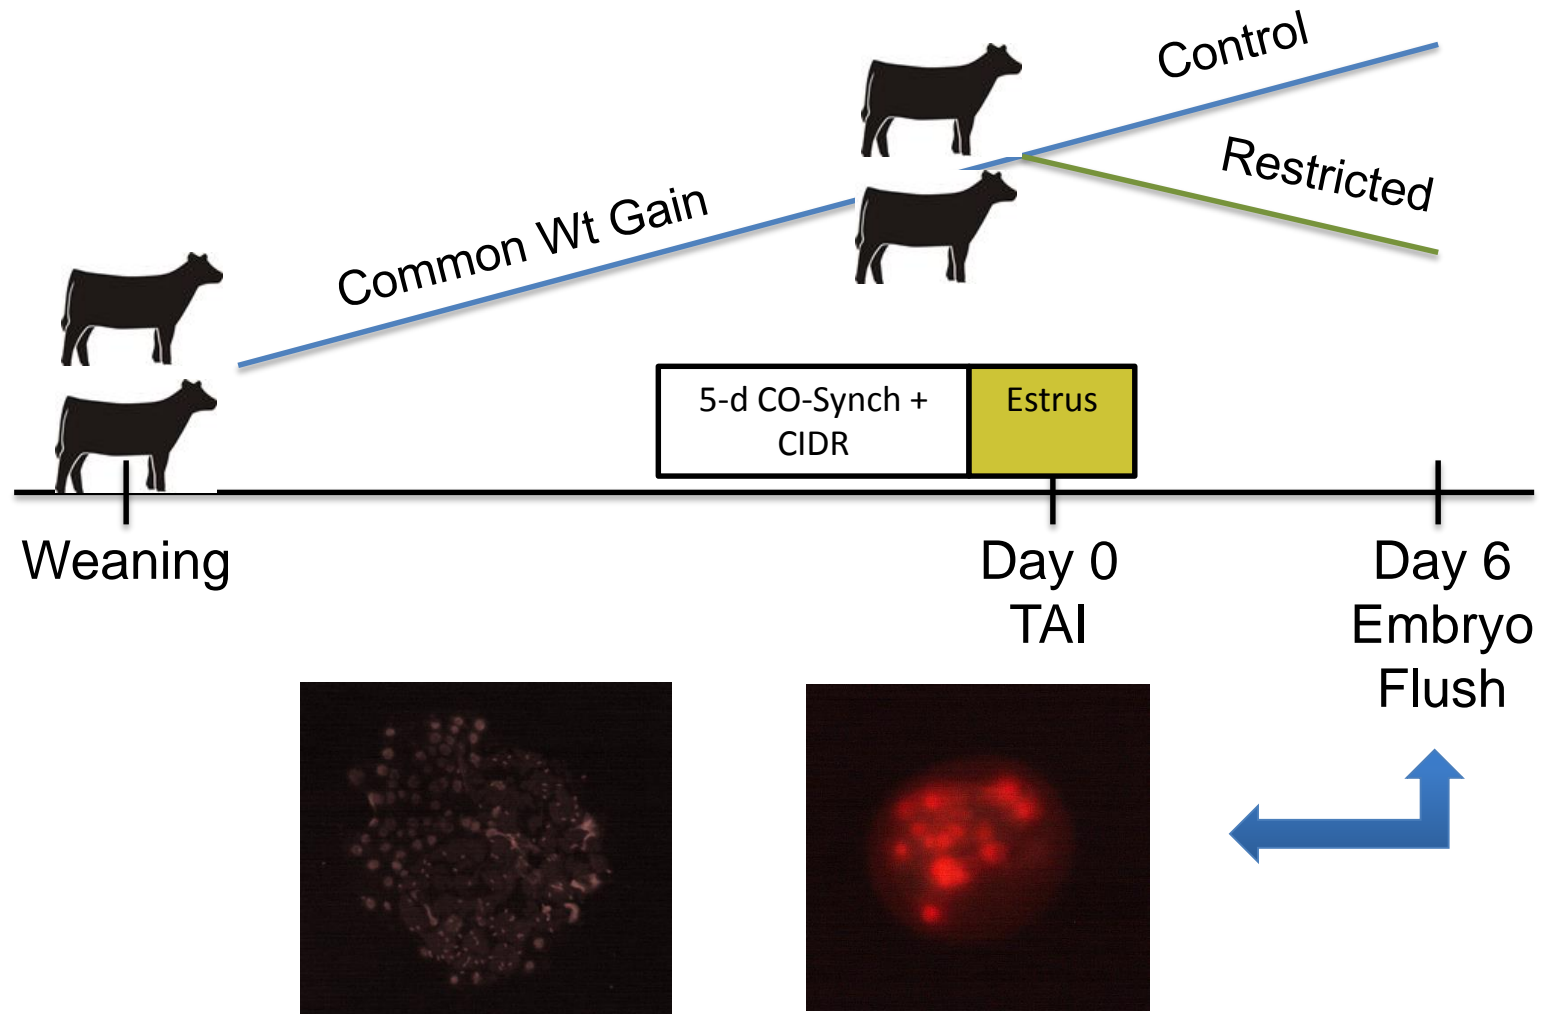 Control
Restricted
Common Wt Gain
5-d CO-Synch +
CIDR
Estrus
Weaning
Day 0
TAI
Day 6
Embryo
Flush